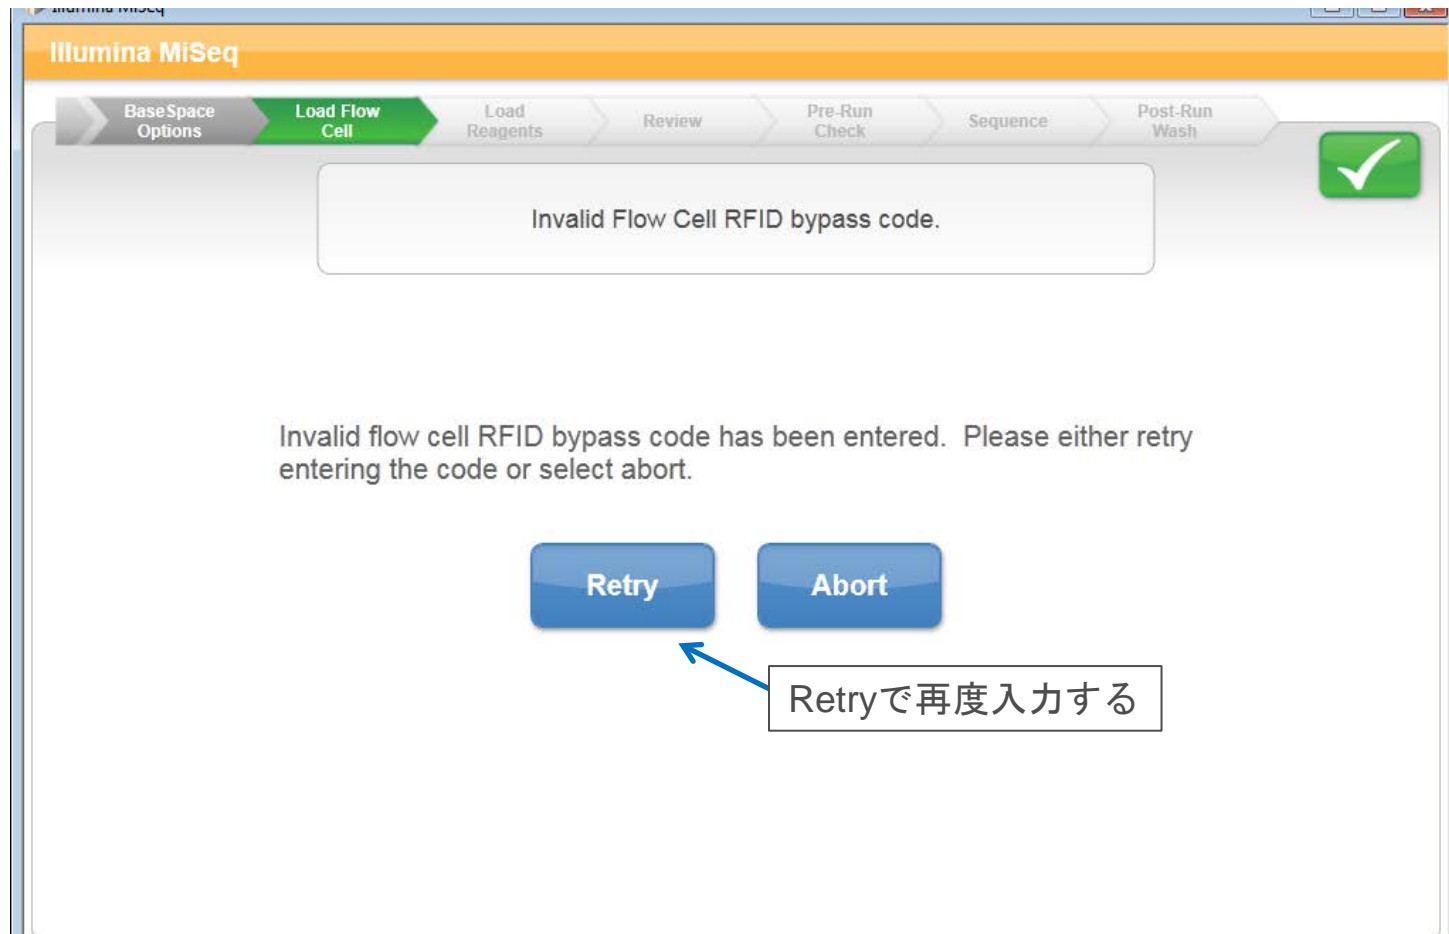 Illumina MiSeq
Illumina MiSeq
BaseSpace
Options
Load Flow
Cell
Load
Reagents
Review
Pre-Run
Check
Sequence
Post-Run
Wash
Invalid Flow Cell RFID bypass code.
Invalid flow cell RFID bypass code has been entered.  Please either retry
entering the code or select abort.
Retry
Abort
Retryで再度入力する